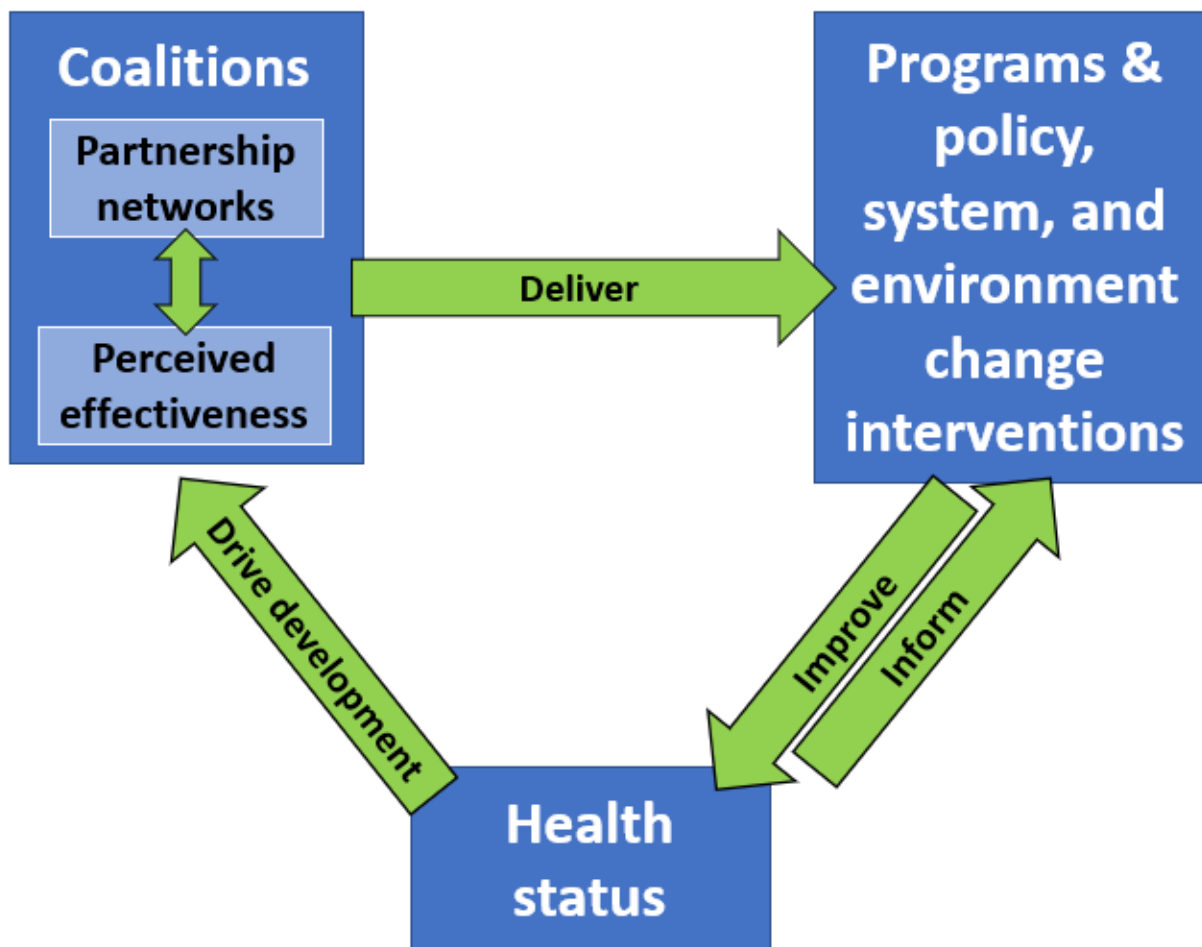 Coalitions
Partnership
networks
Perceived
effectiveness
Deliver
Programs &
policy,
system, and
environment
change
interventions
Drive development
Improve
Inform
Health
status